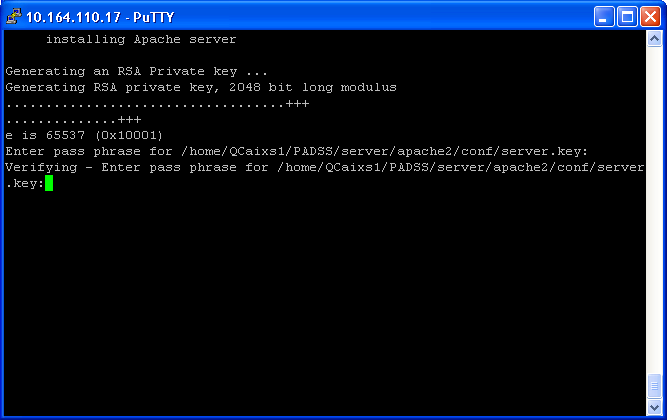 10.164.110.17 - PuTTY
installing Apache server
Generating an RSA Private key ...
Generating RSA private key, 2048 bit long modulus
...................................+++
..............+++
e is 65537 (0x10001)
Enter pass phrase for /home/QCaixs1/PADSS/server/apache2/conf/server.key:
Verifying - Enter pass phrase for /home/QCaixs1/PADSS/server/apache2/conf/server
.key: